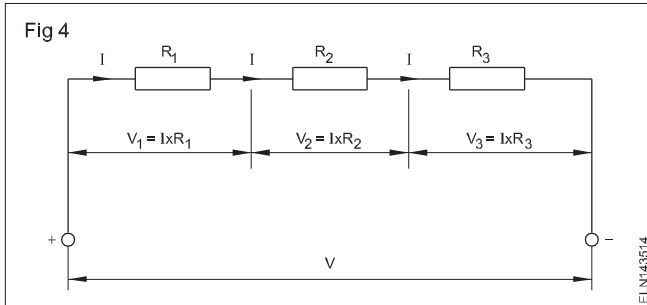 Fig 4
I R₁ I R₂ I R₃
V₁ = IxR₁ V₂ = IxR₂ V₃ = IxR₃
+ −
V
ELN143514